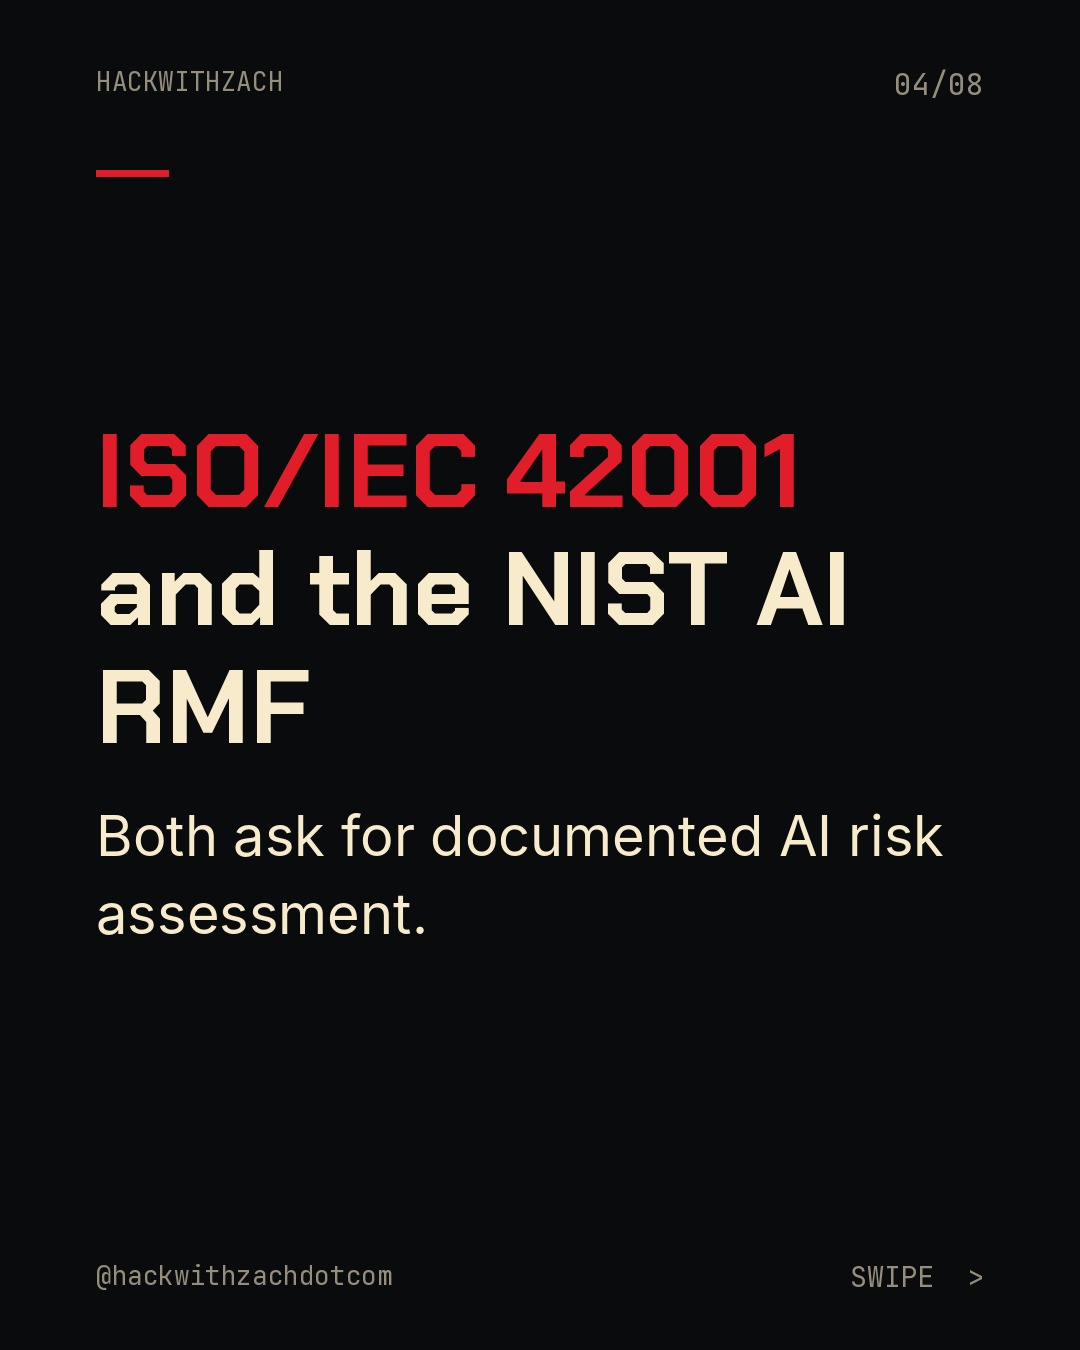 HACKWITHZACH
04/08
ISO/IEC 42001
and the NIST AI
RMF
Both ask for documented AI risk
assessment.
@hackwithzachdotcom
SWIPE >